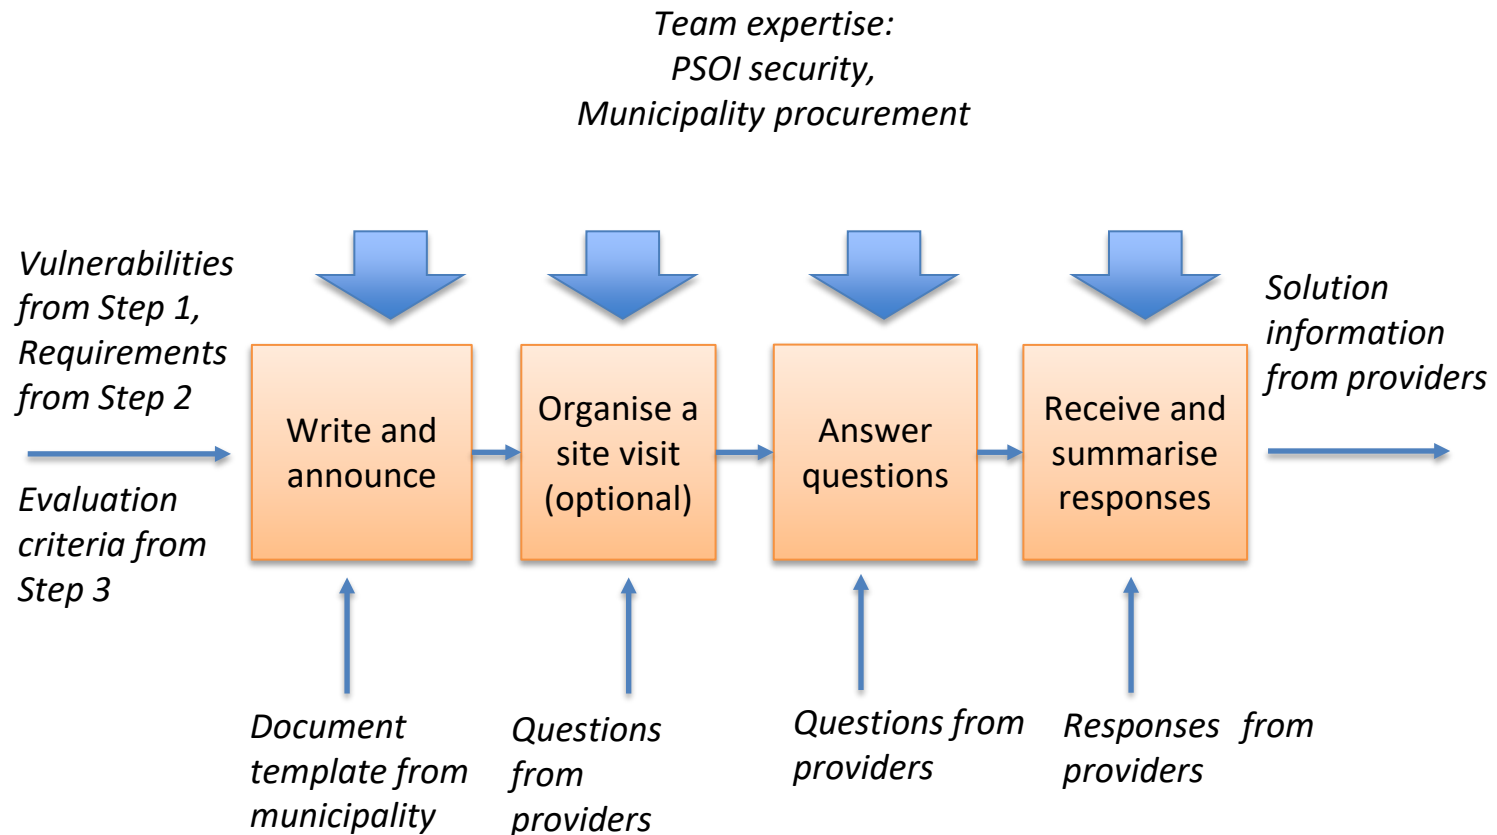 Team expertise:
PSOI security,
Municipality procurement
Vulnerabilities
from Step 1,
Requirements
from Step 2
Evaluation
criteria from
Step 3
Write and
announce
Organise a
site visit
(optional)
Answer
questions
Receive and
summarise
responses
Solution
information
from providers
Document
template from
municipality
Questions
from
providers
Questions from
providers
Responses from
providers